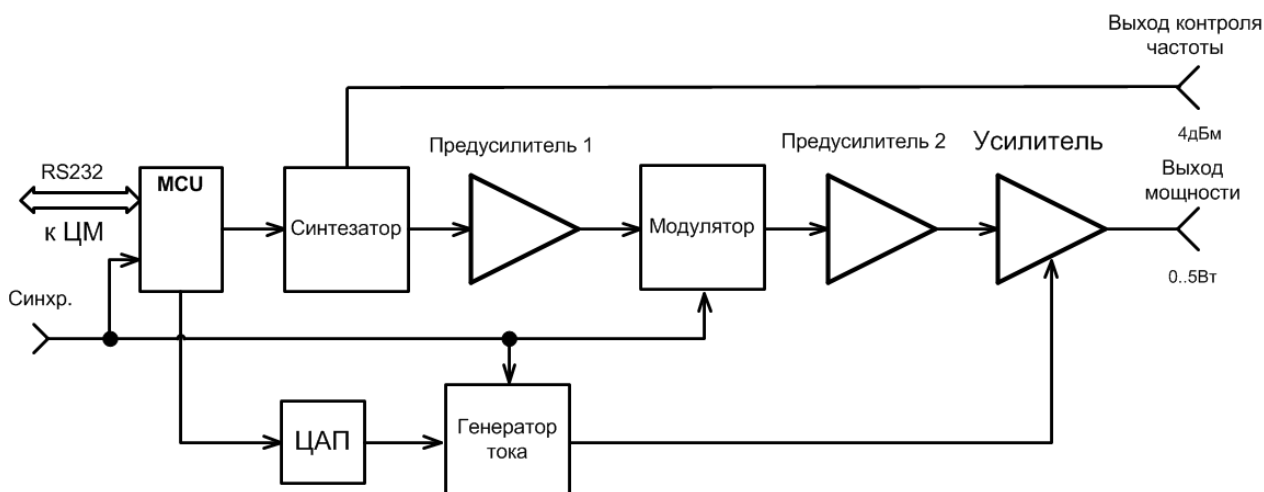 Выход контроля
частоты
4дБм
Предусилитель 1
Предусилитель 2
Усилитель
Выход
мощности
RS232
MCU
к ЦМ
Синтезатор
Модулятор
0..5Вт
Синхр.
ЦАП
Генератор
тока